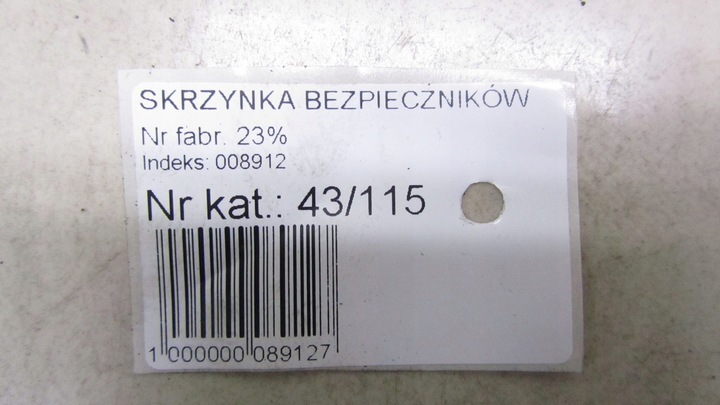 SKRZYNKA BEZPIECZNIKÓW
Nr fabr. 23%
Indeks: 008912
Nr kat.: 43/115
1 000000 089127